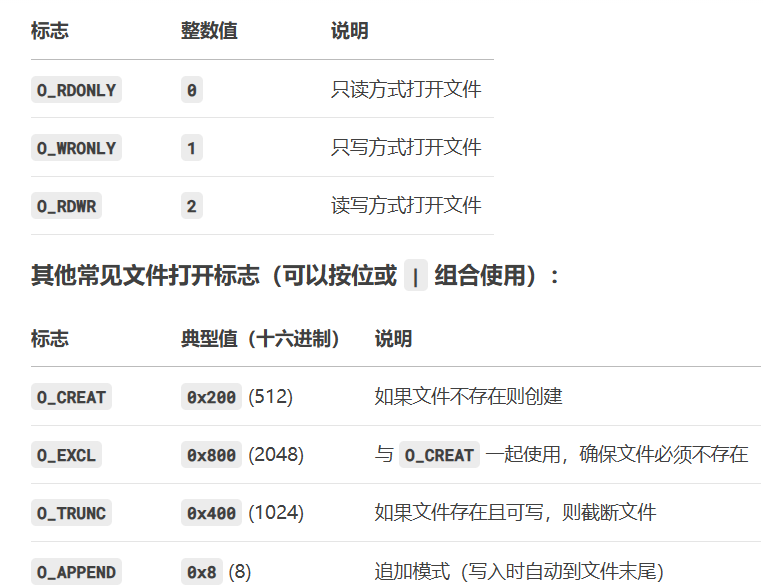 标志 整数值 说明
O_RDONLY 0 只读方式打开文件
O_WRONLY 1 只写方式打开文件
O_RDWR 2 读写方式打开文件
其他常见文件打开标志（可以按位或 | 组合使用）：
标志 典型值（十六进制） 说明
O_CREAT 0x200 (512) 如果文件不存在则创建
O_EXCL 0x800 (2048) 与 O_CREAT 一起使用，确保文件必须不存在
O_TRUNC 0x400 (1024) 如果文件存在且可写，则截断文件
O_APPEND 0x8 (8) 追加模式（写入时自动到文件末尾）